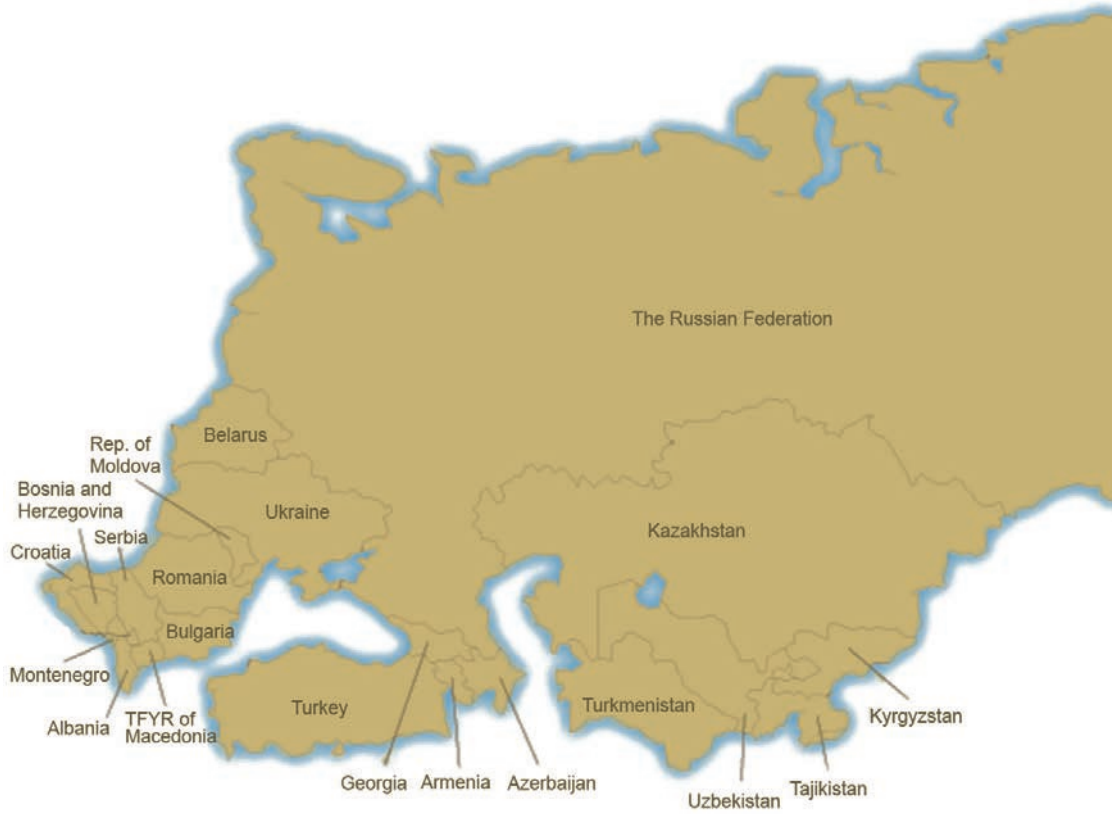 The Russian Federation
Belarus
Rep. of
Moldova
Bosnia and
Herzegovina
Ukraine
Serbia
Croatia
Kazakhstan
Romania
Bulgaria
Montenegro
Albania
TFYR of
Macedonia
Turkey
Turkmenistan
Kyrgyzstan
Georgia
Armenia
Azerbaijan
Uzbekistan
Tajikistan